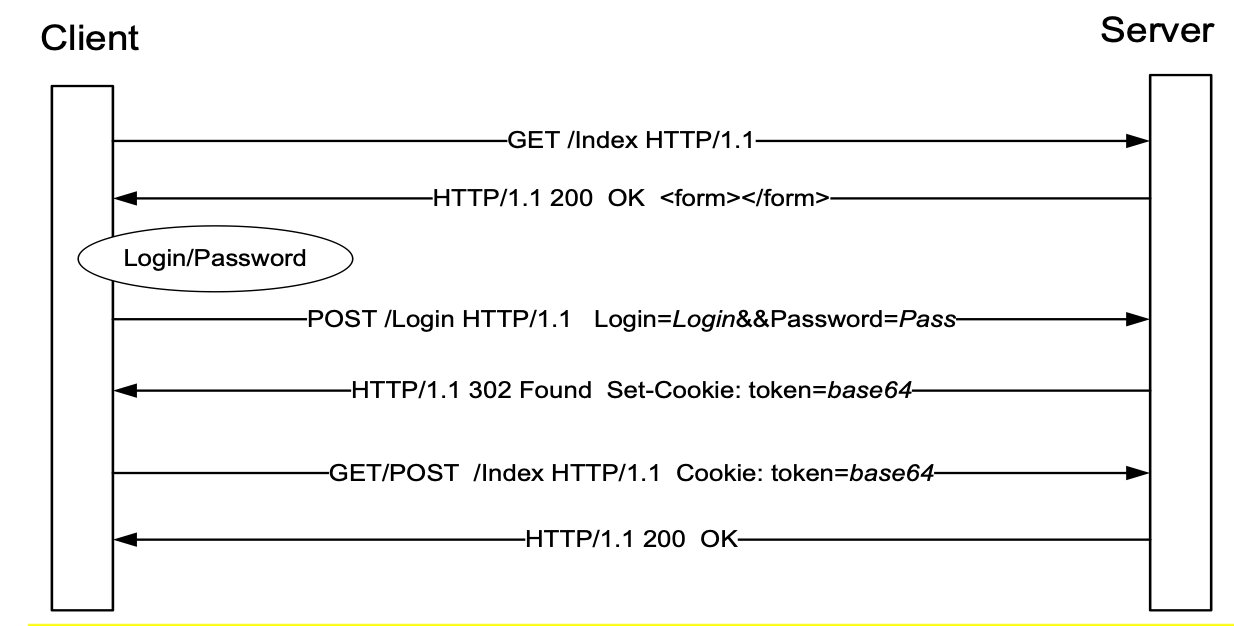 Client
Server
GET /Index HTTP/1.1
HTTP/1.1 200 OK <form></form>
Login/Password
POST /Login HTTP/1.1 Login=Login&&Password=Pass
HTTP/1.1 302 Found Set-Cookie: token=base64
GET/POST /Index HTTP/1.1 Cookie: token=base64
HTTP/1.1 200 OK